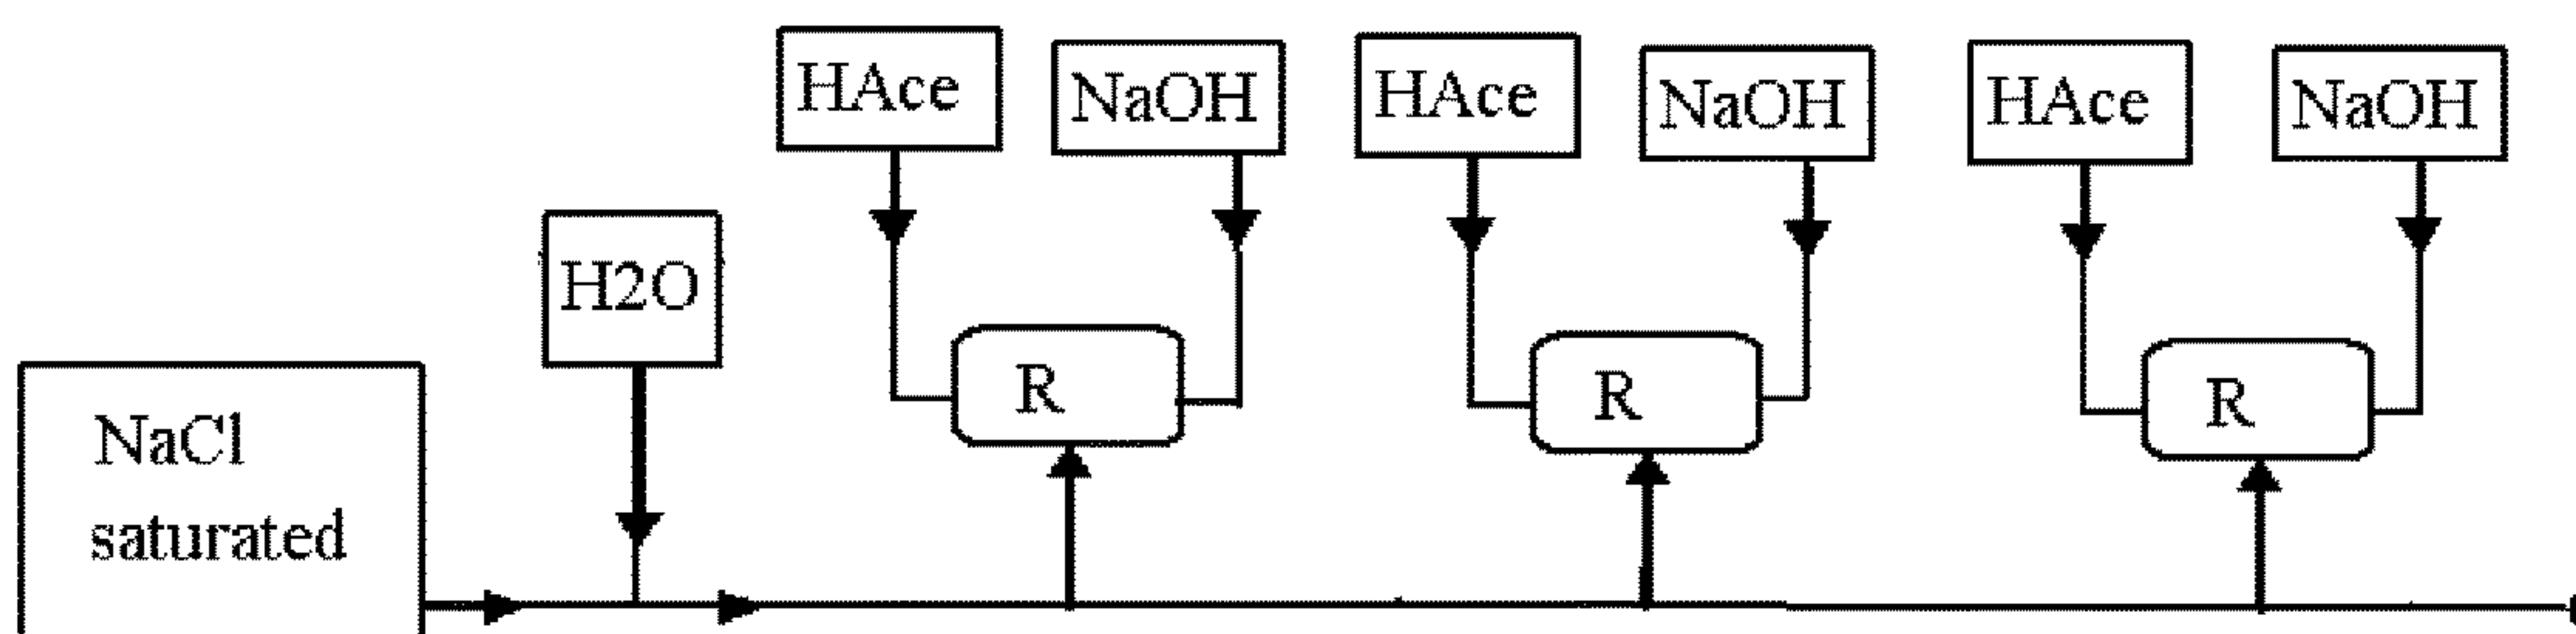 HAce
NaOH
HAce
NaOH
HAce
NaOH
H2O
R
R
R
NaCl
saturated